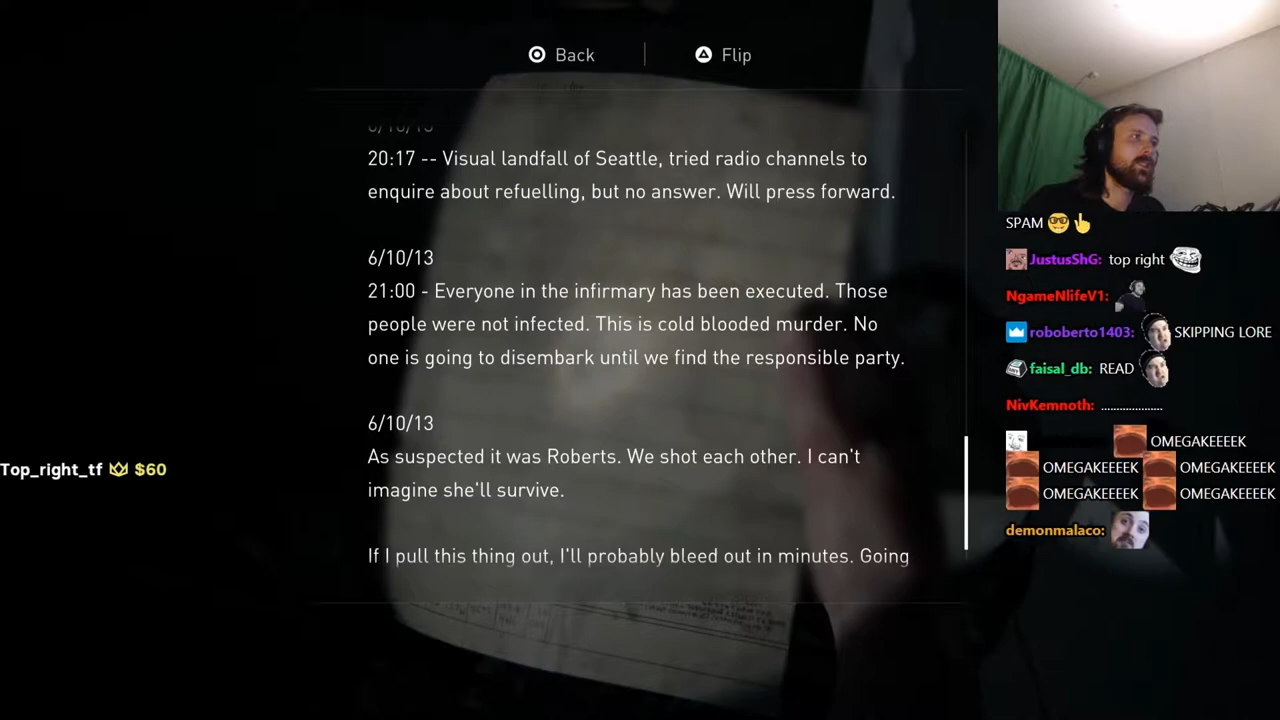 Back
Flip
6/10/13
20:17 -- Visual landfall of Seattle, tried radio channels to
enquire about refuelling, but no answer. Will press forward.
6/10/13
21:00 - Everyone in the infirmary has been executed. Those
people were not infected. This is cold blooded murder. No
one is going to disembark until we find the responsible party.
6/10/13
As suspected it was Roberts. We shot each other. I can't
imagine she'll survive.
If I pull this thing out, I'll probably bleed out in minutes. Going
Top_right_tf $60
SPAM
JustusShG: top right
NgameNlifeV1:
roboberto1403: SKIPPING LORE
faisal_db: READ
NivKemnoth: ...................
OMEGAKEEEEK
OMEGAKEEEEK OMEGAKEEEEK
OMEGAKEEEEK OMEGAKEEEEK
demonmalaco: